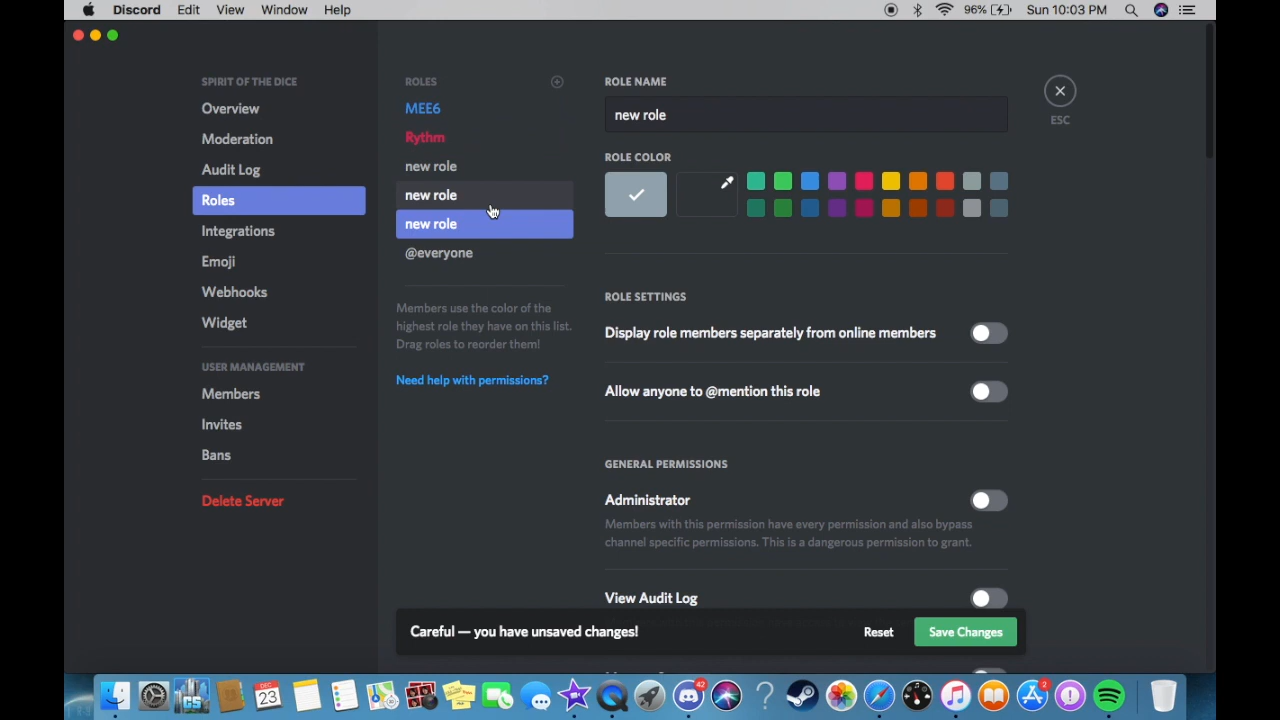 Discord Edit View Window Help 96% Sun 10:03 PM
SPIRIT OF THE DICE
Overview
Moderation
Audit Log
Roles
Integrations
Emoji
Webhooks
Widget
USER MANAGEMENT
Members
Invites
Bans
Delete Server
ROLES
MEE6
Rythm
new role
new role
new role
@everyone
Members use the color of the
highest role they have on this list.
Drag roles to reorder them!
Need help with permissions?
ROLE NAME
new role
ESC
ROLE COLOR
ROLE SETTINGS
Display role members separately from online members
Allow anyone to @mention this role
GENERAL PERMISSIONS
Administrator
Members with this permission have every permission and also bypass
channel specific permissions. This is a dangerous permission to grant.
View Audit Log
Careful — you have unsaved changes! Reset Save Changes
DEC
23
42
2